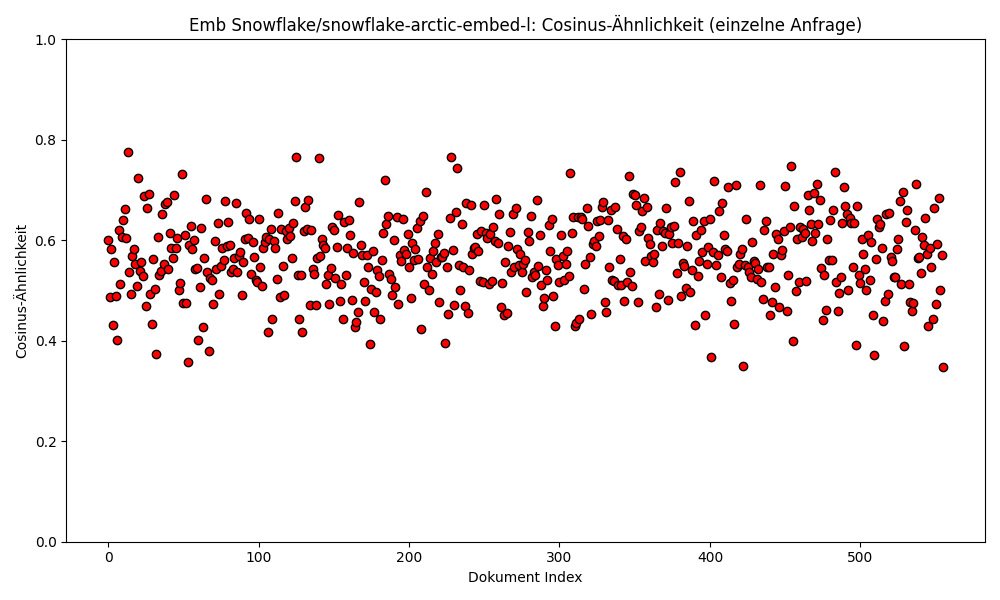 Emb Snowflake/snowflake-arctic-embed-l: Cosinus-Ähnlichkeit (einzelne Anfrage)
1.0
0.8
0.6
0.4
0.2
0.0
Cosinus-Ähnlichkeit
0 100 200 300 400 500
Dokument Index